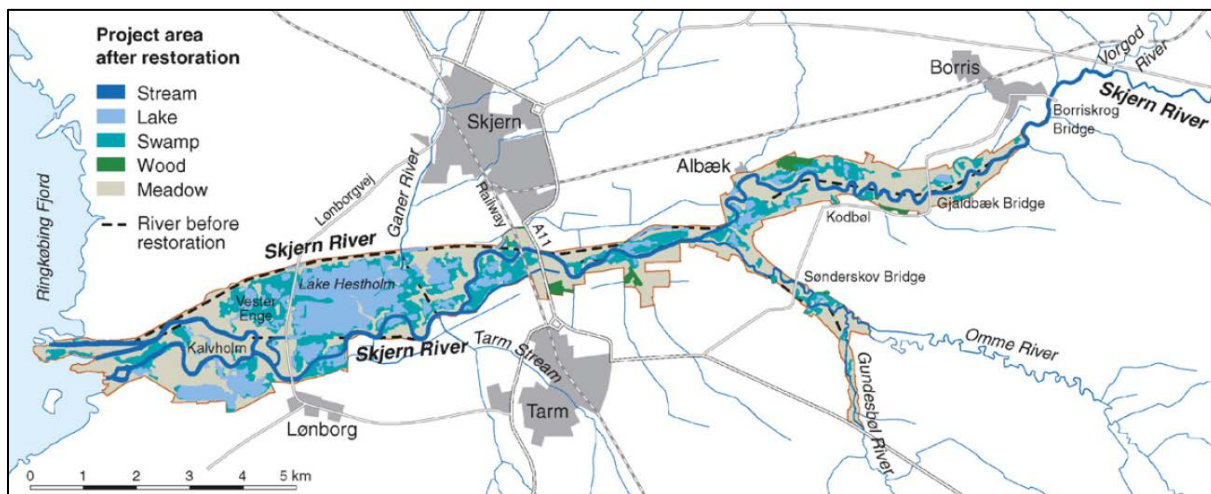 Project area
after restoration
Stream
Lake
Swamp
Wood
Meadow
River before
restoration
Ringkøbing Fjord
Lønborgvej
Ganer River
Skjern
Railway
A11
Albæk
Borris
Vorgod
River
Skjern River
Borriskrog
Bridge
Gjaldbæk Bridge
Kodbøl
Sønderskov Bridge
Omme River
Gundesbøl River
Skjern River
Lake Hestholm
Vester
Enge
Kalvholm
Skjern River
Tarm Stream
Tarm
Lønborg
0 1 2 3 4 5 km